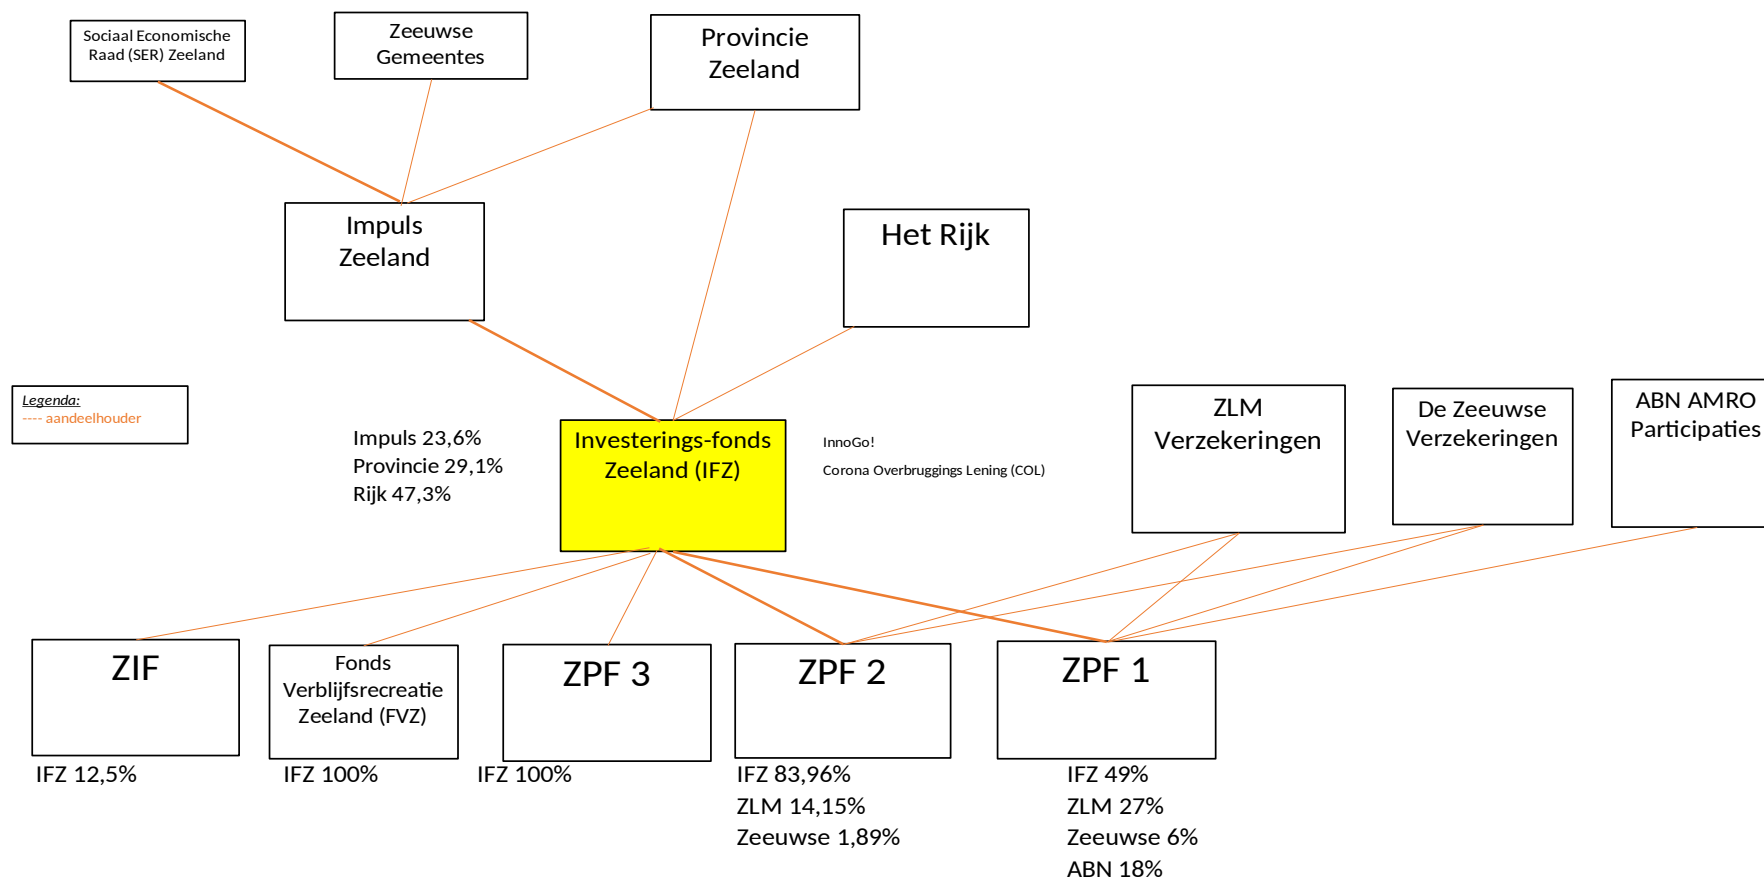 Sociaal Economische
Raad (SER) Zeeland
Zeeuwse
Gemeentes
Provincie
Zeeland
Impuls
Zeeland
Het Rijk
Legenda:
---- aandeelhouder
Impuls 23,6%
Provincie 29,1%
Rijk 47,3%
Investerings-fonds
Zeeland (IFZ)
InnoGo!
Corona Overbruggings Lening (COL)
ZLM
Verzekeringen
De Zeeuwse
Verzekeringen
ABN AMRO
Participaties
ZIF
Fonds
Verblijfsrecreatie
Zeeland (FVZ)
ZPF 3
ZPF 2
ZPF 1
IFZ 12,5%
IFZ 100%
IFZ 100%
IFZ 83,96%
ZLM 14,15%
Zeeuwse 1,89%
IFZ 49%
ZLM 27%
Zeeuwse 6%
ABN 18%